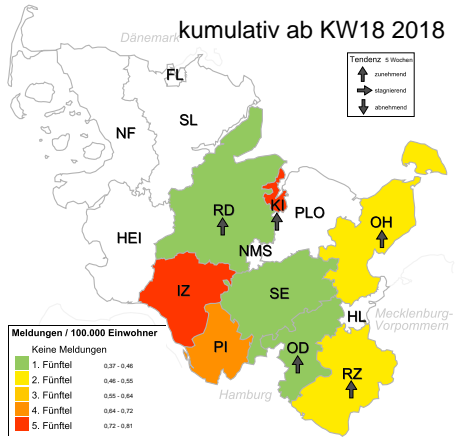 kumulativ ab KW18 2018
Dänemark
Tendenz 5 Wochen
zunehmend
stagnierend
abnehmend
FL
SL
NF
KI
RD
PLO
OH
HEI
NMS
IZ
SE
HL
Mecklenburg-
Vorpommern
PI
OD
RZ
Hamburg
Meldungen / 100.000 Einwohner
Keine Meldungen
1. Fünftel 0,37 - 0,46
2. Fünftel 0,46 - 0,55
3. Fünftel 0,55 - 0,64
4. Fünftel 0,64 - 0,72
5. Fünftel 0,72 - 0,81